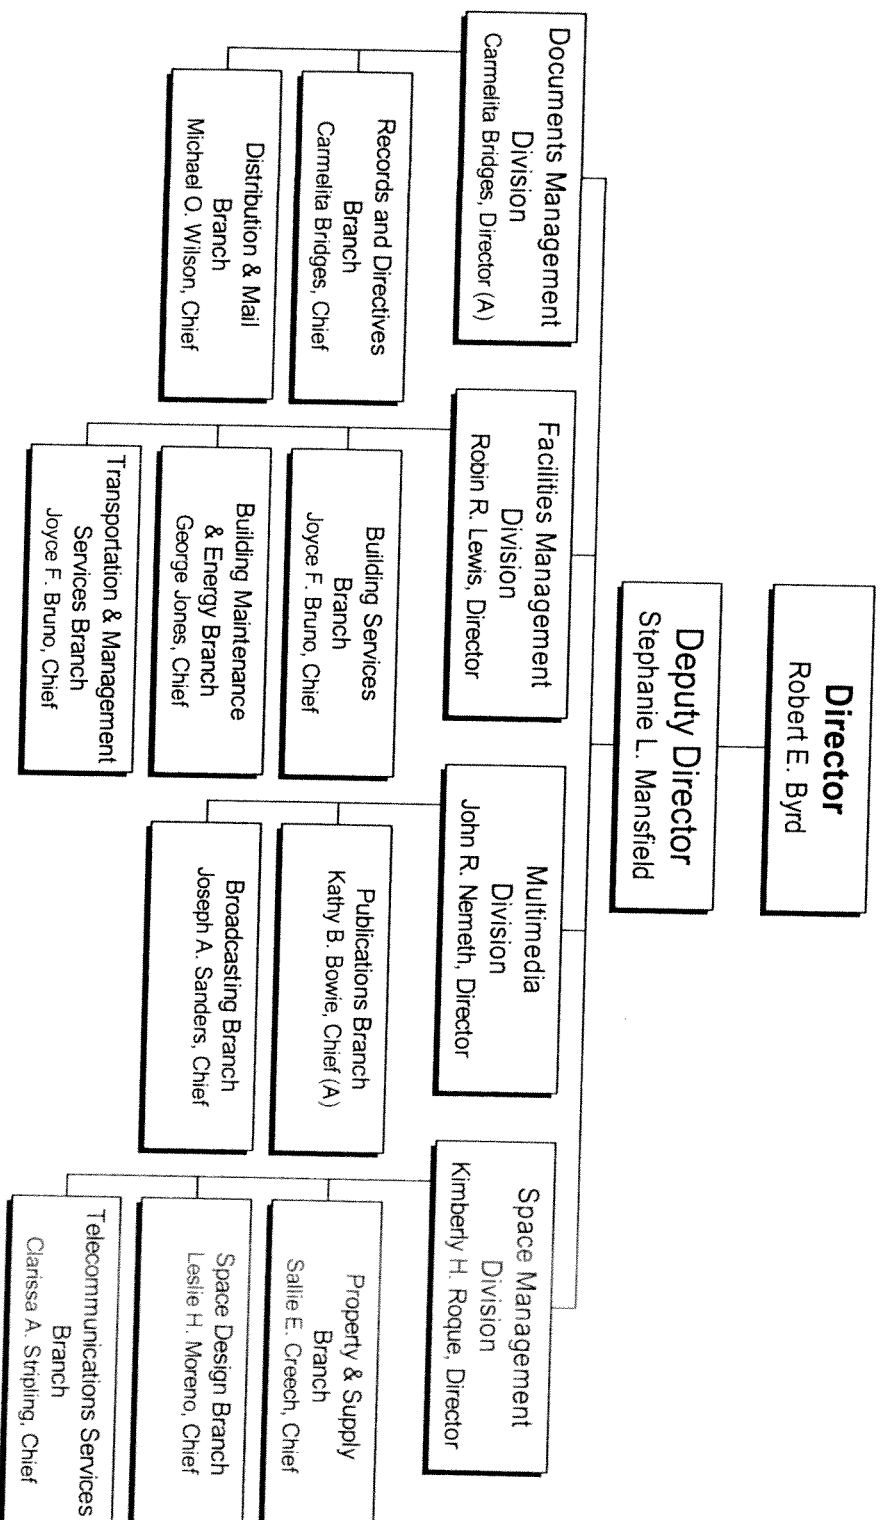 Director
Robert E. Byrd
Deputy Director
Stephanie L. Mansfield
Documents Management
Division
Carmelita Bridges, Director (A)
Records and Directives
Branch
Carmelita Bridges, Chief
Distribution & Mail
Branch
Michael O. Wilson, Chief
Facilities Management
Division
Robin R. Lewis, Director
Building Services
Branch
Joyce F. Bruno, Chief
Building Maintenance
& Energy Branch
George Jones, Chief
Transportation & Management
Services Branch
Joyce F. Bruno, Chief
Multimedia
Division
John R. Nemeth, Director
Publications Branch
Kathy B. Bowie, Chief (A)
Broadcasting Branch
Joseph A. Sanders, Chief
Space Management
Division
Kimberly H. Roque, Director
Property & Supply
Branch
Sallie E. Creech, Chief
Space Design Branch
Leslie H. Moreno, Chief
Telecommunications Services
Branch
Clarissa A. Stripling, Chief